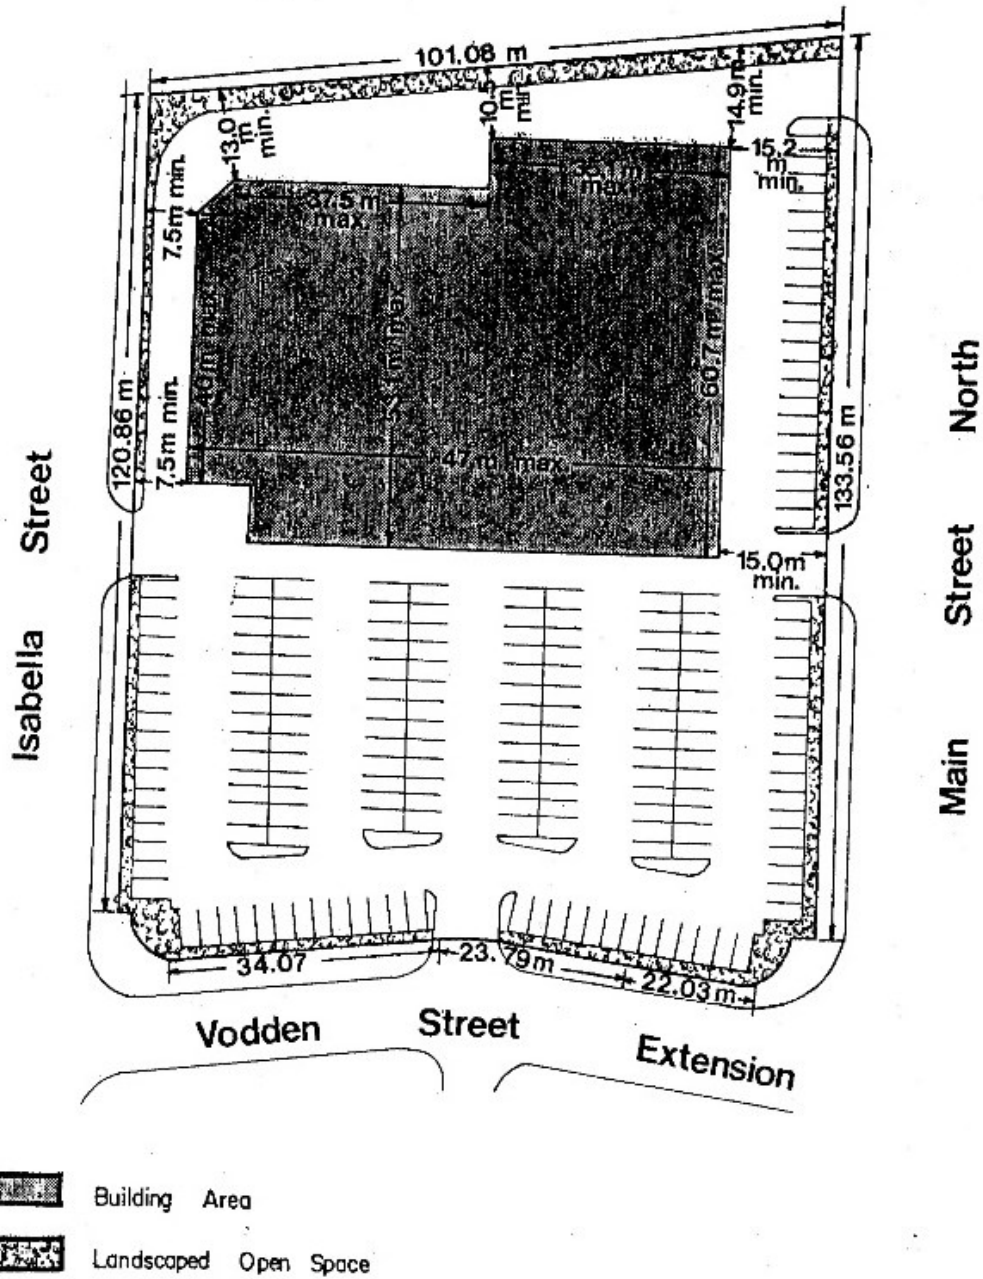 101.08 m
14.9 m
min.
10.5
m
13.0
m
min.
15.2
m
min.
7.5m min.
37.5 m
max.
max.
40 m max.
60.7 m max.
120.86 m
7.5m min.
47 m max.
133.56 m
North
Street
Main
Street
Isabella
15.0m
min.
34.07
23.79m
22.03m
Vodden Street Extension
Building Area
Landscaped Open Space